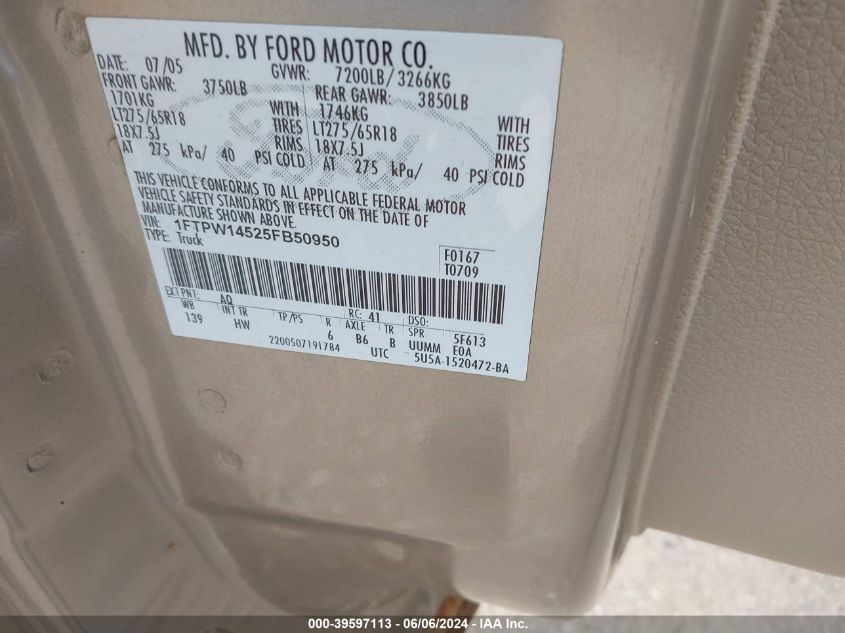 MFD. BY FORD MOTOR CO.
DATE: 07/05 GVWR: 7200LB/3266KG
FRONT GAWR: 3750LB REAR GAWR: 3850LB
1701KG WITH 1746KG WITH
LT275/65R18 TIRES LT275/65R18 TIRES
18X7.5J RIMS 18X7.5J RIMS
AT 275 kPa/ 40 PSI COLD AT 275 kPa/ 40 PSI COLD
THIS VEHICLE CONFORMS TO ALL APPLICABLE FEDERAL MOTOR
VEHICLE SAFETY STANDARDS IN EFFECT ON THE DATE OF
MANUFACTURE SHOWN ABOVE.
VIN: 1FTPW14525FB50950
TYPE: Truck
F0167
T0709
EXT PNT: AQ RC: 41 DSO:
WB INT TR TP/PS R AXLE TR SPR 5F613
139 HW 6 B6 B UUMM E0A
2200507191784 UTC 5U5A-1520472-BA
Ford
000-39597113 - 06/06/2024 - IAA Inc.